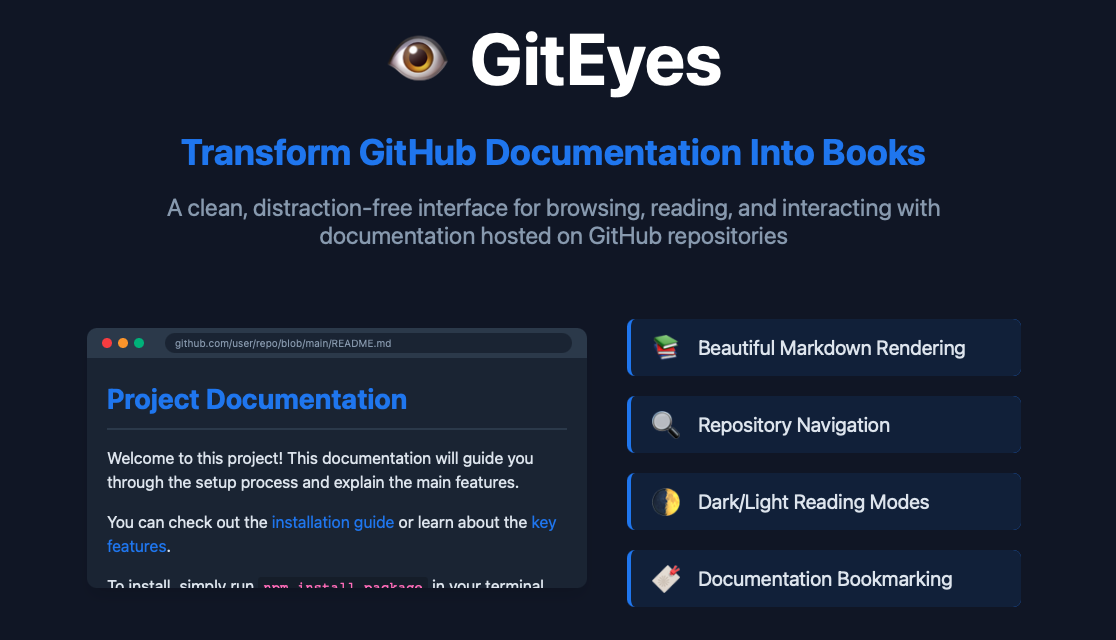 GitEyes
Transform GitHub Documentation Into Books
A clean, distraction-free interface for browsing, reading, and interacting with
documentation hosted on GitHub repositories
github.com/user/repo/blob/main/README.md
Project Documentation
Welcome to this project! This documentation will guide you
through the setup process and explain the main features.
You can check out the installation guide or learn about the key
features.
To install, simply run npm install package in your terminal
Beautiful Markdown Rendering
Repository Navigation
Dark/Light Reading Modes
Documentation Bookmarking